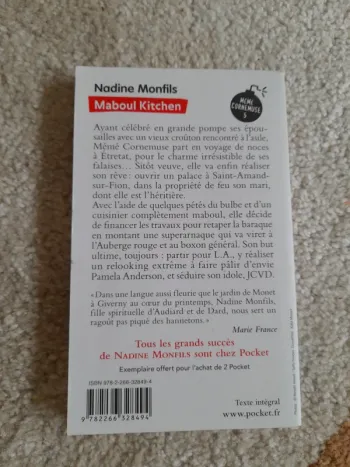 Nadine Monfils
Maboul Kitchen
MÉMÉ
CORNEMUSE
5
Ayant célébré en grande pompe ses épou-
sailles avec un vieux croûton rencontré à l'asile,
Mémé Cornemuse part en voyage de noces
à Étretat, pour le charme irrésistible de ses
falaises… Sitôt veuve, elle va enfin réaliser
son rêve : ouvrir un palace à Saint-Amand-
sur-Fion, dans la propriété de feu son mari,
dont elle est l'héritière.
Avec l'aide de quelques pétés du bulbe et d'un
cuisinier complètement maboul, elle décide
de financer les travaux pour retaper la baraque
en montant une superarnaque qui va virer à
l'Auberge rouge et au boxon général. Son but
ultime, toujours : partir pour L.A., y réaliser
un relooking extrême à faire pâlir d'envie
Pamela Anderson, et séduire son idole, JCVD.
« Dans une langue aussi fleurie que le jardin de Monet
à Giverny au cœur du printemps, Nadine Monfils,
fille spirituelle d'Audiard et de Dard, nous sert un
ragoût pas piqué des hannetons. »
Marie France
Tous les grands succès
de NADINE MONFILS sont chez Pocket
Exemplaire offert pour l'achat de 2 Pocket
ISBN 978-2-266-32849-4
9782266328494
Texte intégral
www.pocket.fr